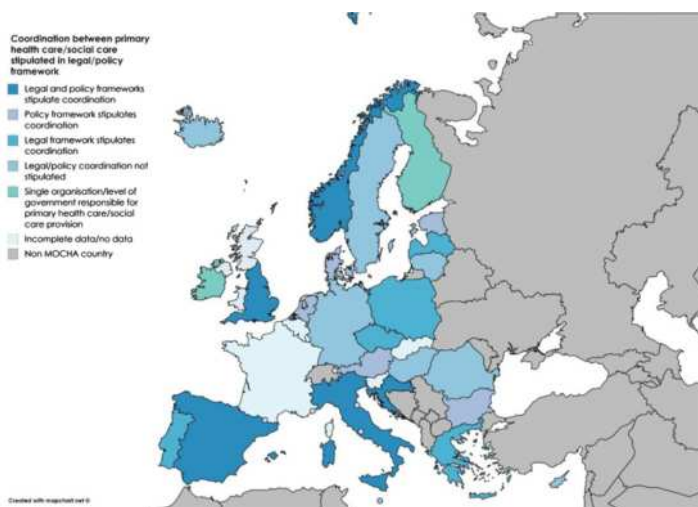 Coordination between primary
health care/social care
stipulated in legal/policy
framework
Legal and policy frameworks
stipulate coordination
Policy framework stipulates
coordination
Legal framework stipulates
coordination
Legal/policy coordination not
stipulated
Single organisation/level of
government responsible for
primary health care/social
care provision
Incomplete data/no data
Non MOCHA country
Created with mapchart.net ©